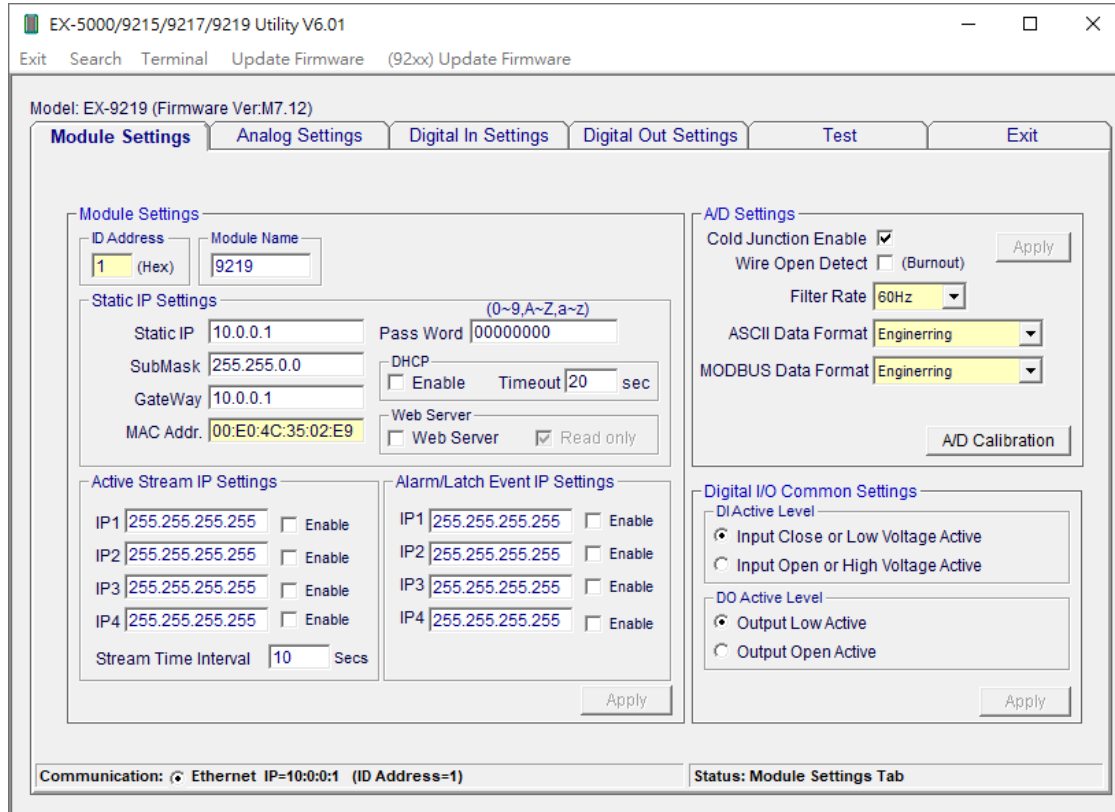 EX-5000/9215/9217/9219 Utility V6.01
Exit Search Terminal Update Firmware (92xx) Update Firmware
Model: EX-9219 (Firmware Ver:M7.12)
Module Settings Analog Settings Digital In Settings Digital Out Settings Test Exit
Module Settings
ID Address
1 (Hex)
Module Name
9219
Static IP Settings
Static IP 10.0.0.1
SubMask 255.255.0.0
GateWay 10.0.0.1
MAC Addr. 00:E0:4C:35:02:E9
(0~9,A~Z,a~z)
Pass Word 00000000
DHCP
Enable Timeout 20 sec
Web Server
Web Server Read only
Active Stream IP Settings
IP1 255.255.255.255 Enable
IP2 255.255.255.255 Enable
IP3 255.255.255.255 Enable
IP4 255.255.255.255 Enable
Stream Time Interval 10 Secs
Alarm/Latch Event IP Settings
IP1 255.255.255.255 Enable
IP2 255.255.255.255 Enable
IP3 255.255.255.255 Enable
IP4 255.255.255.255 Enable
Apply
A/D Settings
Cold Junction Enable
Apply
Wire Open Detect (Burnout)
Filter Rate 60Hz
ASCII Data Format Enginerring
MODBUS Data Format Enginerring
A/D Calibration
Digital I/O Common Settings
DI Active Level
Input Close or Low Voltage Active
Input Open or High Voltage Active
DO Active Level
Output Low Active
Output Open Active
Apply
Communication: Ethernet IP=10:0:0:1 (ID Address=1)
Status: Module Settings Tab